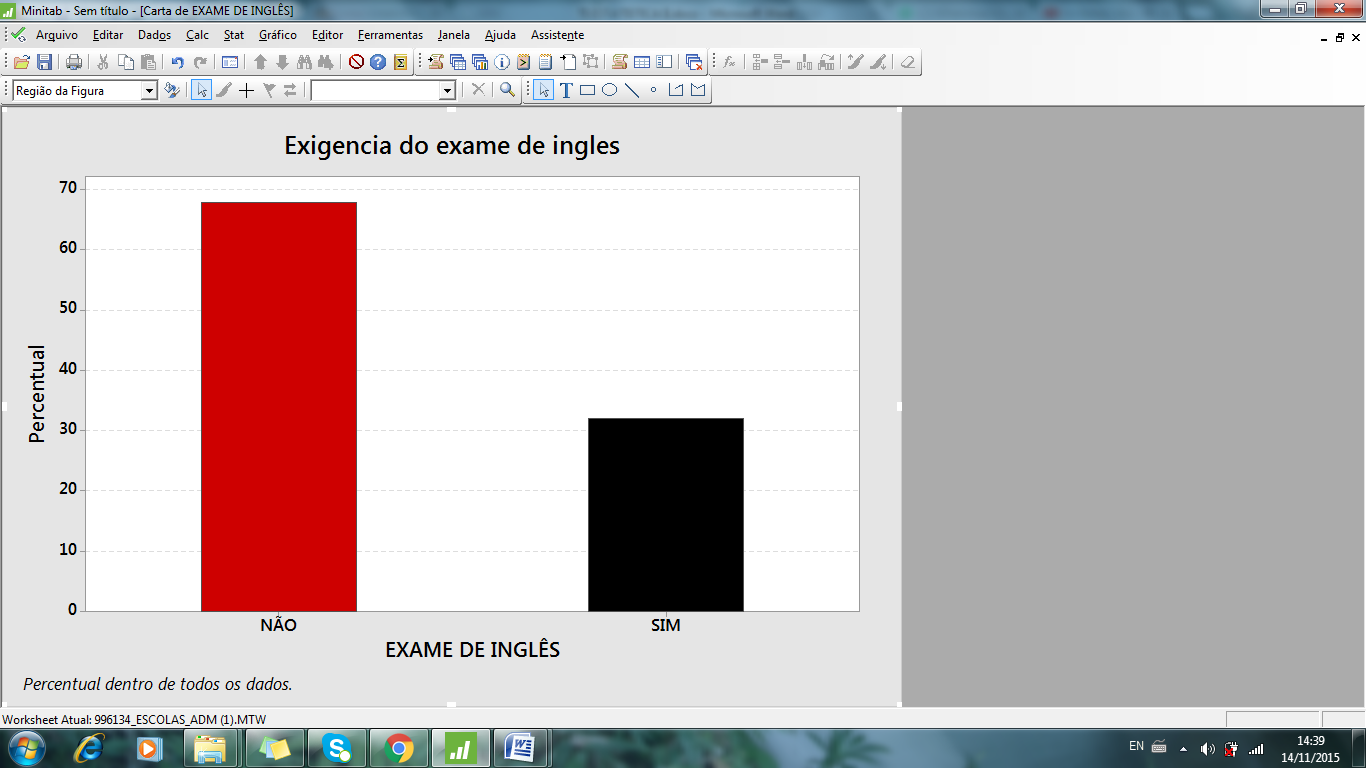 Minitab - Sem título - [Carta de EXAME DE INGLÊS]
Arquivo Editar Dados Calc Stat Gráfico Editor Ferramentas Janela Ajuda Assistente
Região da Figura
Exigencia do exame de ingles
70
60
50
40
30
20
10
0
Percentual
NÃO SIM
EXAME DE INGLÊS
Percentual dentro de todos os dados.
Worksheet Atual: 996134_ESCOLAS_ADM (1).MTW
EN 14:39
14/11/2015